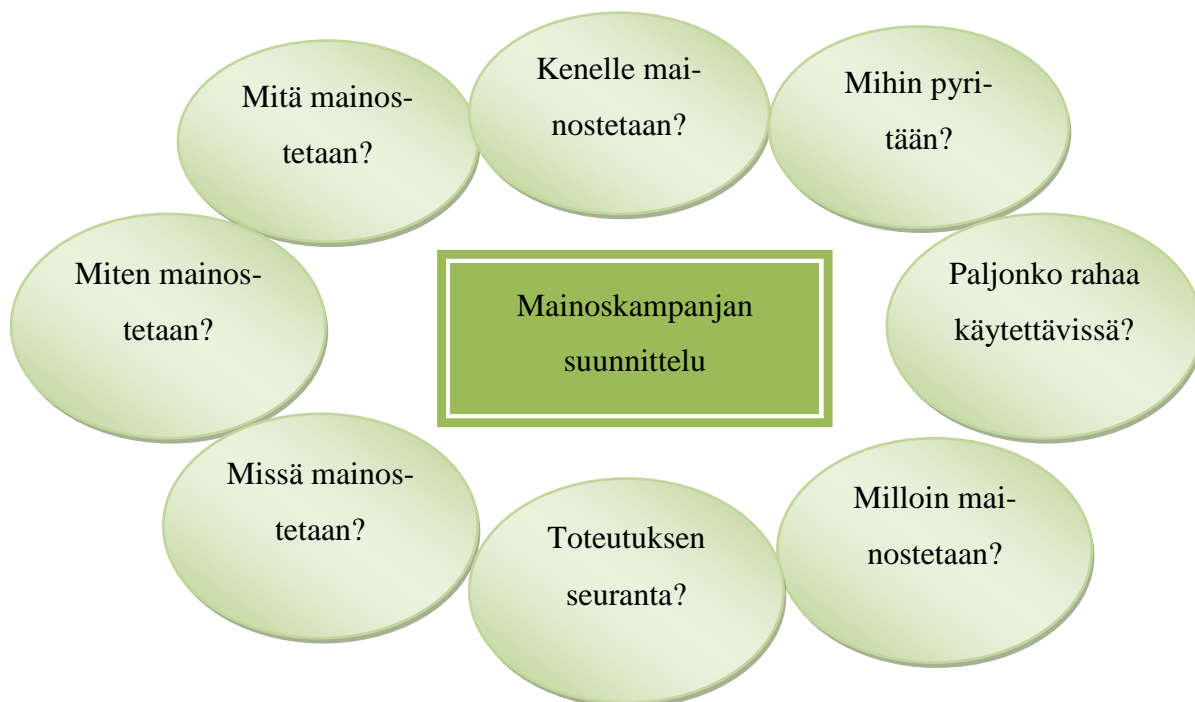 Mitä mainos-
tetaan?
Kenelle mai-
nostetaan?
Mihin pyri-
tään?
Miten mainos-
tetaan?
Mainoskampanjan
suunnittelu
Paljonko rahaa
käytettävissä?
Missä mainos-
tetaan?
Toteutuksen
seuranta?
Milloin mai-
nostetaan?